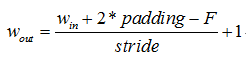 w_out = (w_in + 2* padding − F) / stride + 1